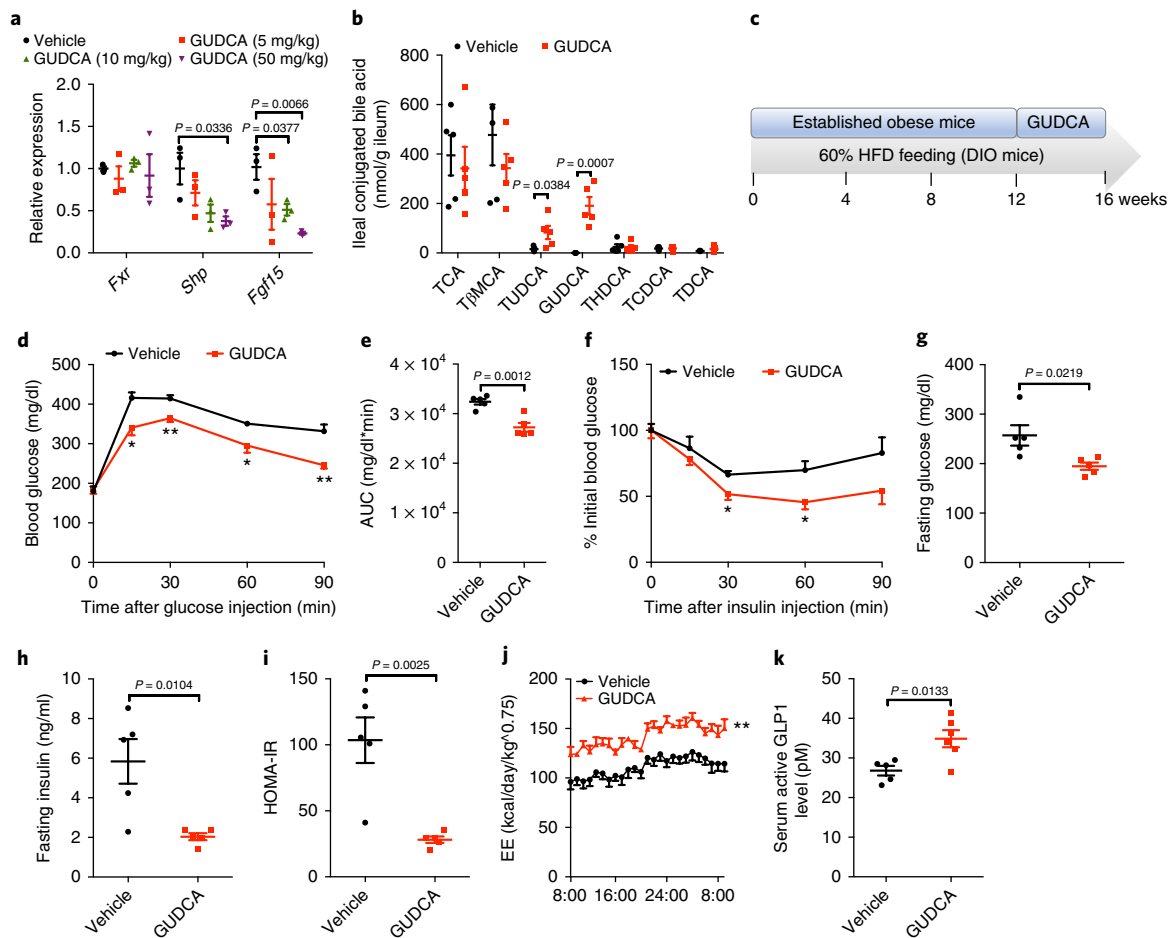 a
Vehicle GUDCA (5 mg/kg)
GUDCA (10 mg/kg) GUDCA (50 mg/kg)
Relative expression
2.0
1.5
1.0
0.5
0.0
P = 0.0066
P = 0.0336
P = 0.0377
Fxr Shp Fgf15
b
Vehicle GUDCA
Ileal conjugated bile acid
(nmol/g ileum)
800
600
400
200
0
P = 0.0007
P = 0.0384
TCA TβMCA TUDCA GUDCA THDCA TCDCA TDCA
c
Established obese mice GUDCA
60% HFD feeding (DIO mice)
0 4 8 12 16 weeks
d
Vehicle GUDCA
Blood glucose (mg/dl)
500
400
300
200
100
0
* ** * **
0 30 60 90
Time after glucose injection (min)
e
AUC (mg/dl*min)
4 × 10^4
3 × 10^4
2 × 10^4
1 × 10^4
0
P = 0.0012
Vehicle GUDCA
f
Vehicle GUDCA
% Initial blood glucose
150
100
50
0
* *
0 30 60 90
Time after insulin injection (min)
g
Fasting glucose (mg/dl)
400
300
200
100
0
P = 0.0219
Vehicle GUDCA
h
Fasting insulin (ng/ml)
10
8
6
4
2
0
P = 0.0104
Vehicle GUDCA
i
HOMA-IR
150
100
50
0
P = 0.0025
Vehicle GUDCA
j
Vehicle
GUDCA
EE (kcal/day/kg^0.75)
200
150
100
50
0
**
8:00 16:00 24:00 8:00
k
Serum active GLP1
level (pM)
50
40
30
20
10
0
P = 0.0133
Vehicle GUDCA